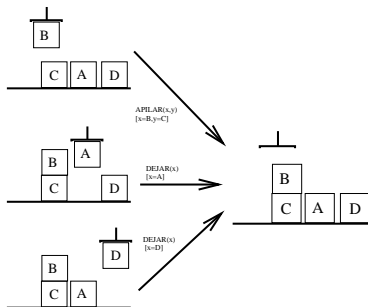 B
C A D
APILAR(x,y)
[x=B,y=C]
B A
C D
DEJAR(x)
[x=A]
B
C A D
D
B
C A
DEJAR(x)
[x=D]